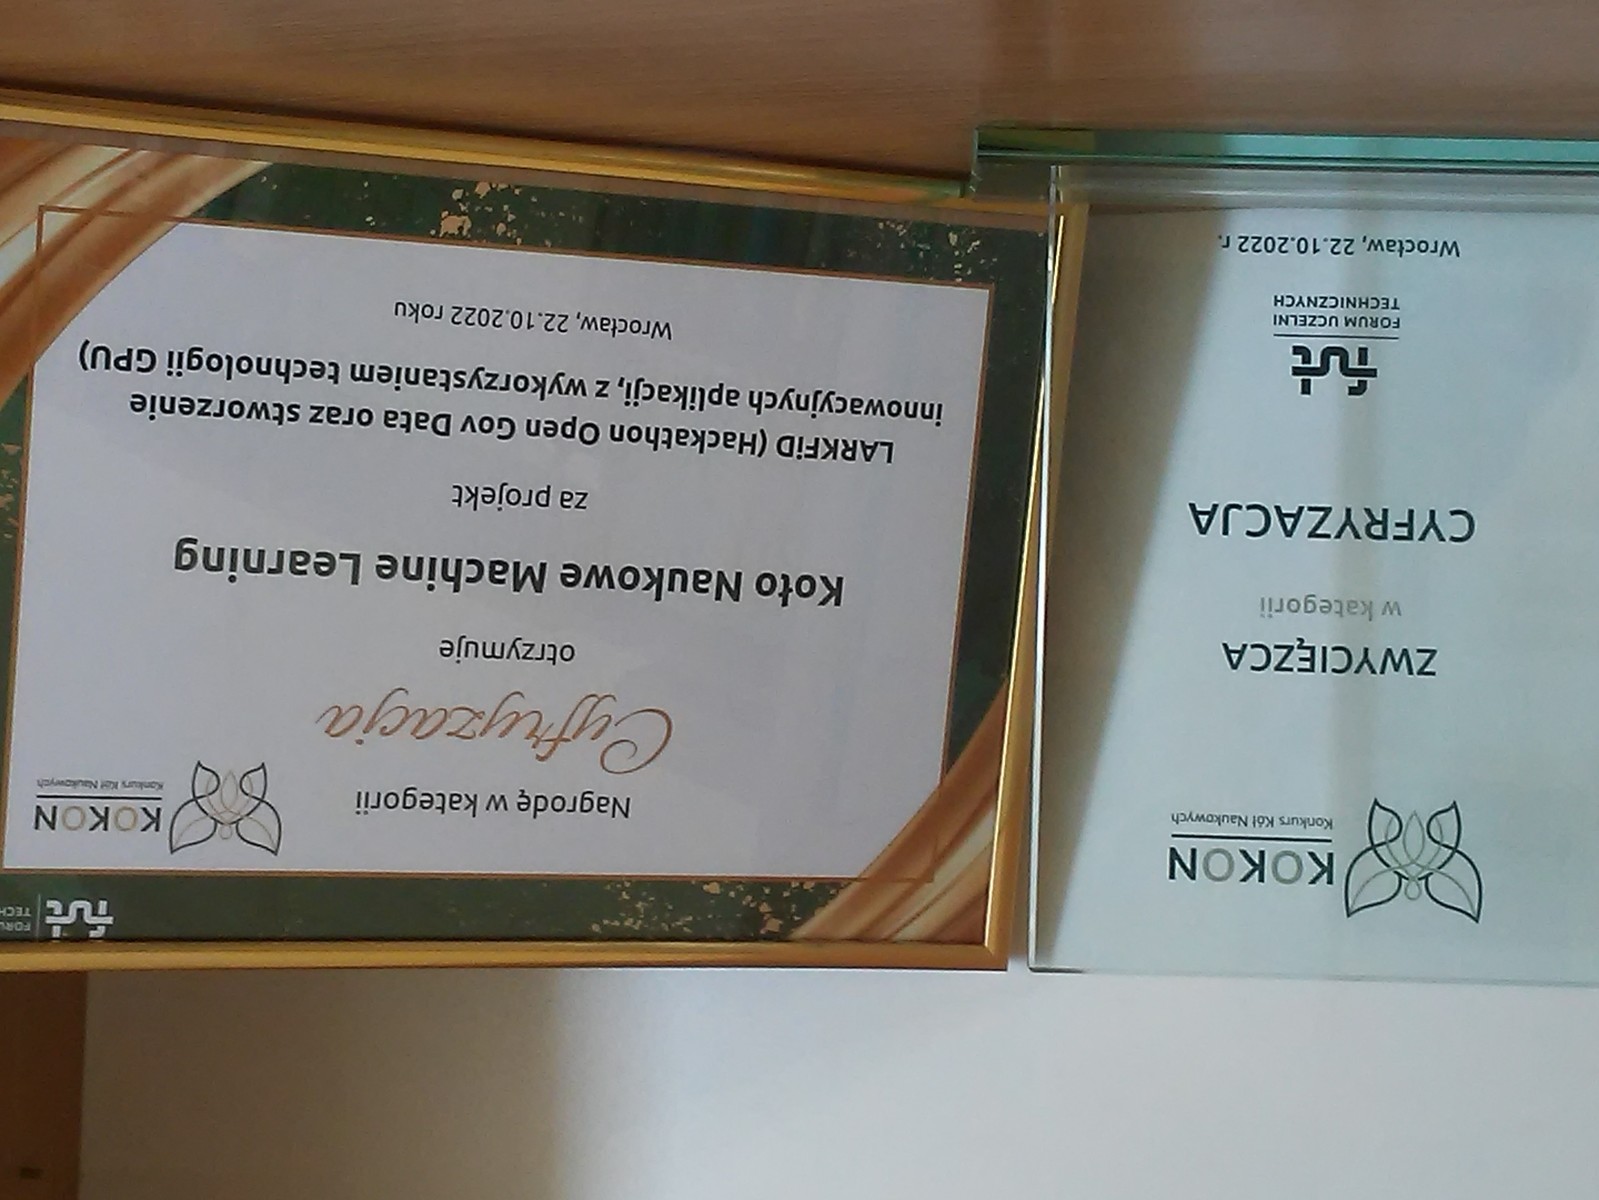 KOKON
Konkurs Kół Naukowych
ZWYCIĘZCA
w kategorii
CYFRYZACJA
fut
FORUM UCZELNI
TECHNICZNYCH
Wrocław, 22.10.2022 r.
fut
KOKON
Konkurs Kół Naukowych
Nagrodę w kategorii
Cyfryzacja
otrzymuje
Koło Naukowe Machine Learning
za projekt
LARKFiD (Hackathon Open Gov Data oraz stworzenie
innowacyjnych aplikacji, z wykorzystaniem technologii GPU)
Wrocław, 22.10.2022 roku